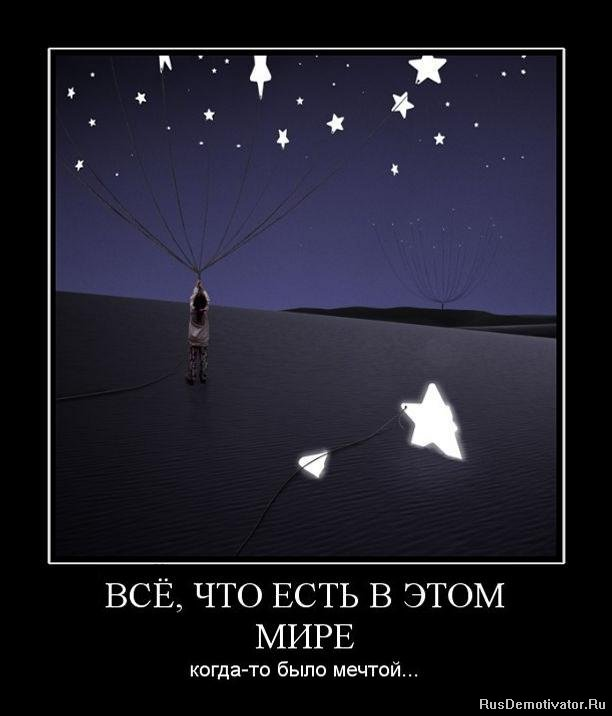 ВСЁ, ЧТО ЕСТЬ В ЭТОМ
МИРЕ
когда-то было мечтой...
RusDemotivator.Ru